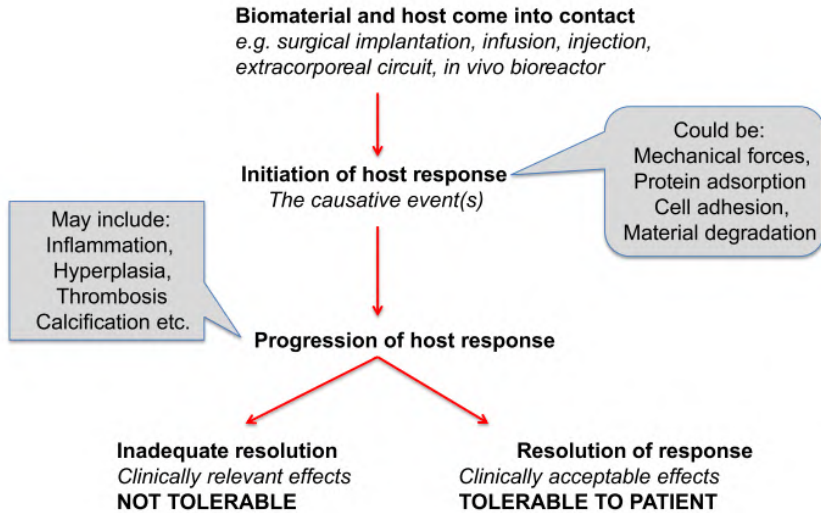 Biomaterial and host come into contact
e.g. surgical implantation, infusion, injection,
extracorporeal circuit, in vivo bioreactor
Could be:
Mechanical forces,
Protein adsorption
Cell adhesion,
Material degradation
Initiation of host response
The causative event(s)
May include:
Inflammation,
Hyperplasia,
Thrombosis
Calcification etc.
Progression of host response
Inadequate resolution
Clinically relevant effects
NOT TOLERABLE
Resolution of response
Clinically acceptable effects
TOLERABLE TO PATIENT